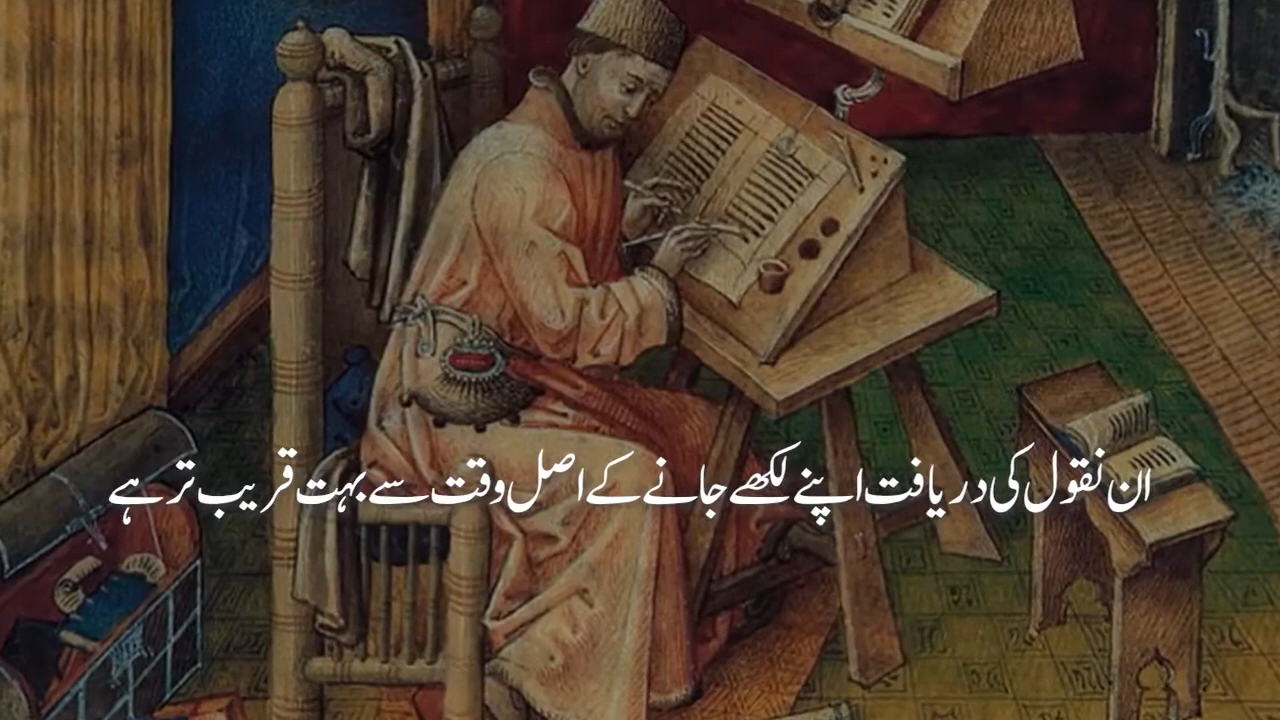 ان نقول کی دریافت اپنے لکھے جانے کے اصل وقت سے بہت قریب تر ہے